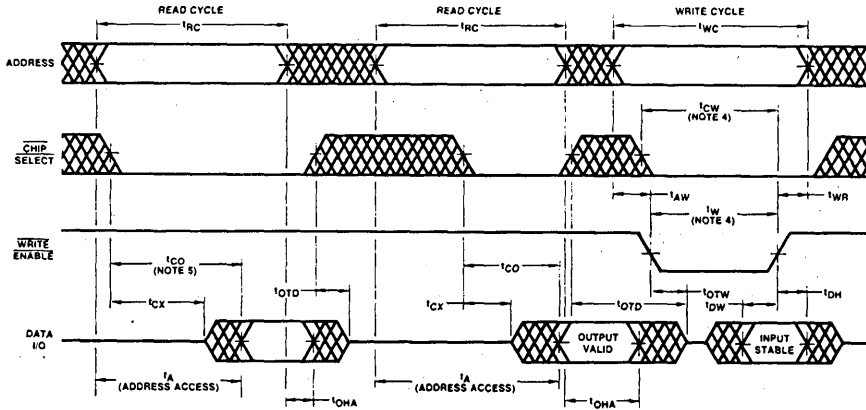 READ CYCLE
tRC
READ CYCLE
tRC
WRITE CYCLE
tWC
ADDRESS
tCW
(NOTE 4)
CHIP
SELECT
tAW
tWR
tW
(NOTE 4)
WRITE
ENABLE
tCO
(NOTE 5)
tCO
tOTD
tOTD
tOTW
tDH
tCX
tCX
tDW
DATA
I/O
OUTPUT
VALID
INPUT
STABLE
tA
(ADDRESS ACCESS)
tOHA
tA
(ADDRESS ACCESS)
tOHA